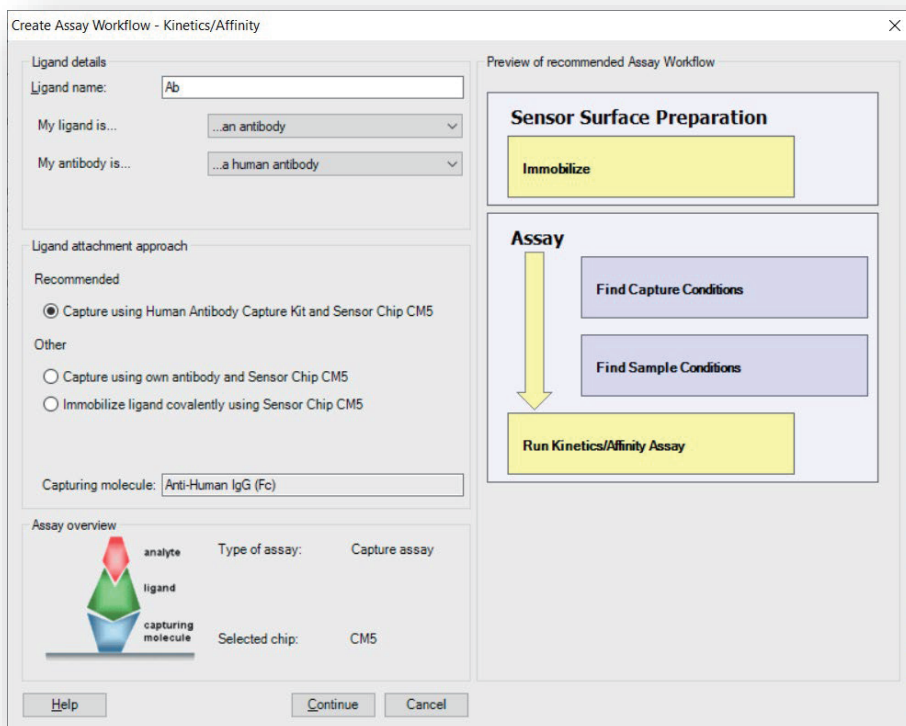 Create Assay Workflow - Kinetics/Affinity
Ligand details
Ligand name: Ab
My ligand is... ...an antibody
My antibody is... ...a human antibody
Ligand attachment approach
Recommended
Capture using Human Antibody Capture Kit and Sensor Chip CM5
Other
Capture using own antibody and Sensor Chip CM5
Immobilize ligand covalently using Sensor Chip CM5
Capturing molecule: Anti-Human IgG (Fc)
Assay overview
analyte
ligand
capturing
molecule
Type of assay: Capture assay
Selected chip: CM5
Help Continue Cancel
Preview of recommended Assay Workflow
Sensor Surface Preparation
Immobilize
Assay
Find Capture Conditions
Find Sample Conditions
Run Kinetics/Affinity Assay